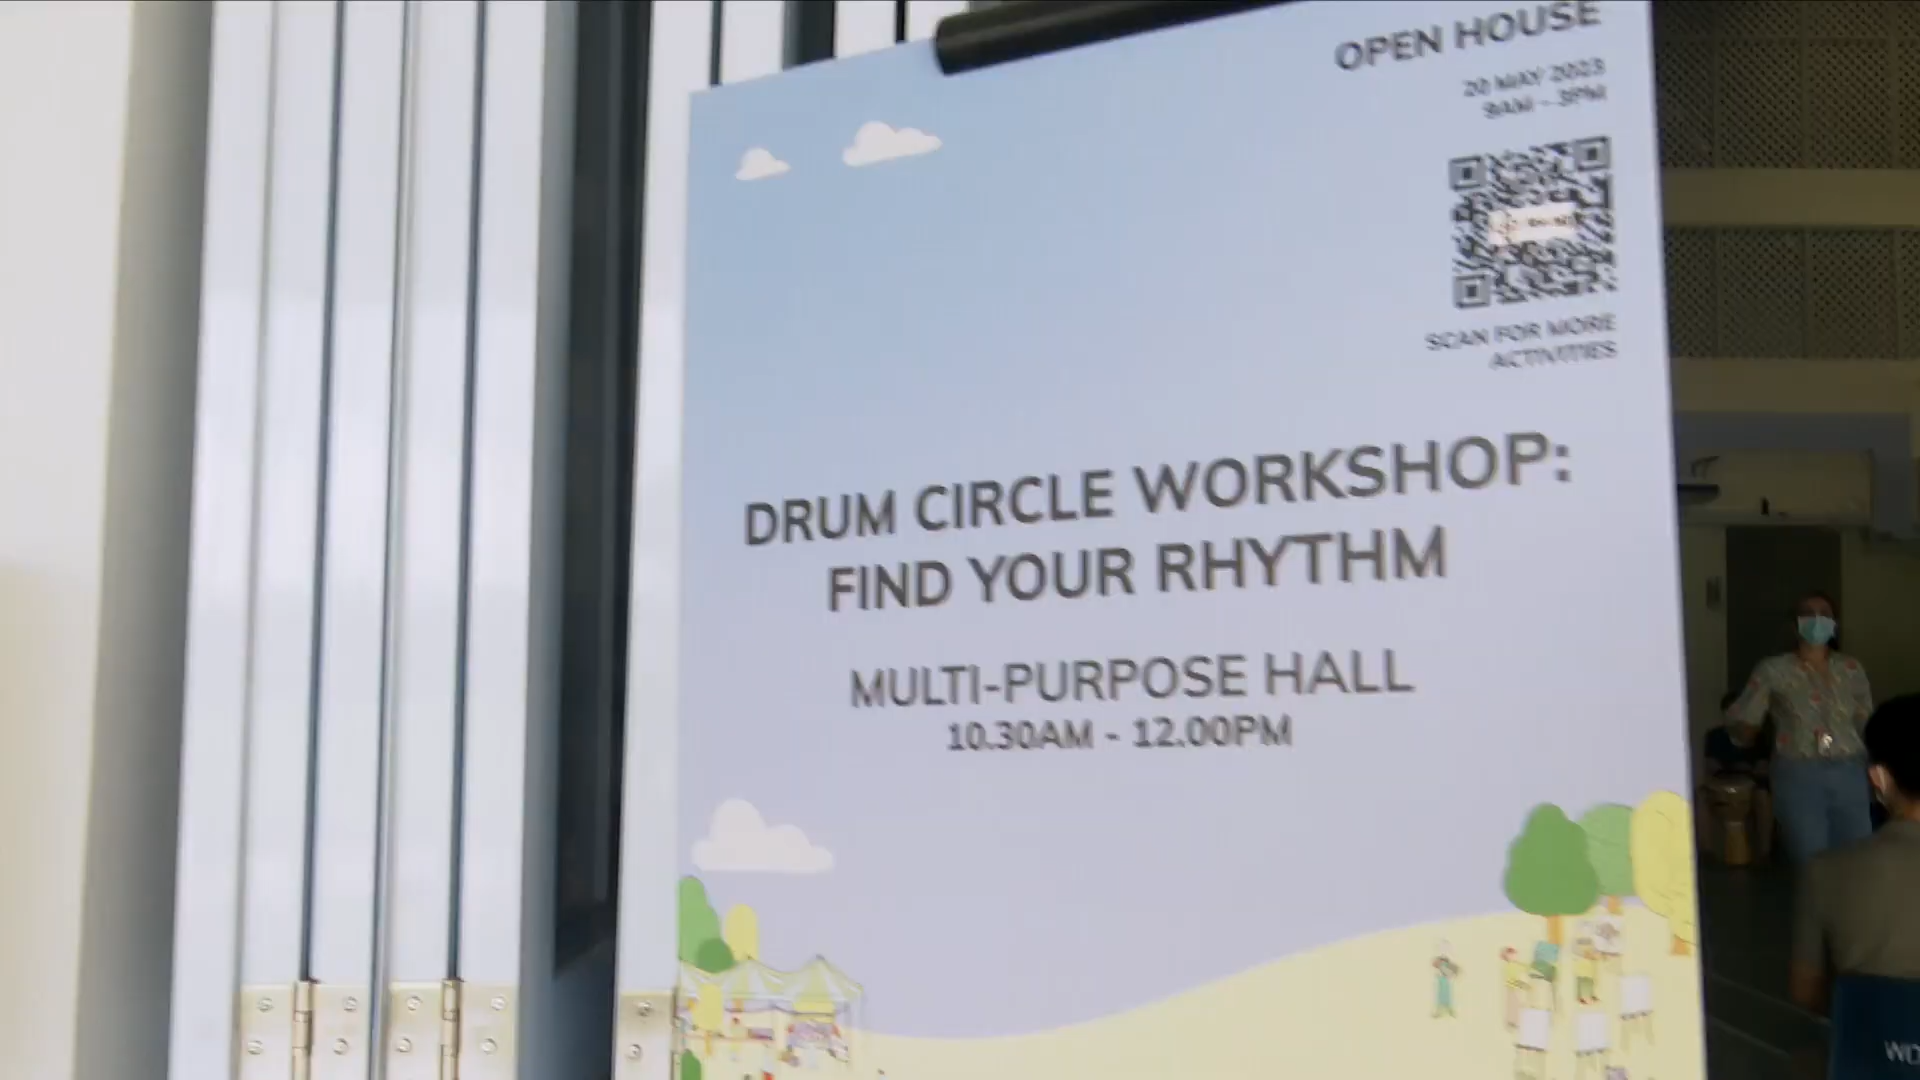 OPEN HOUSE
20 MAY 2023
9AM - 3PM
SCAN FOR MORE
ACTIVITIES
DRUM CIRCLE WORKSHOP:
FIND YOUR RHYTHM
MULTI-PURPOSE HALL
10.30AM - 12.00PM